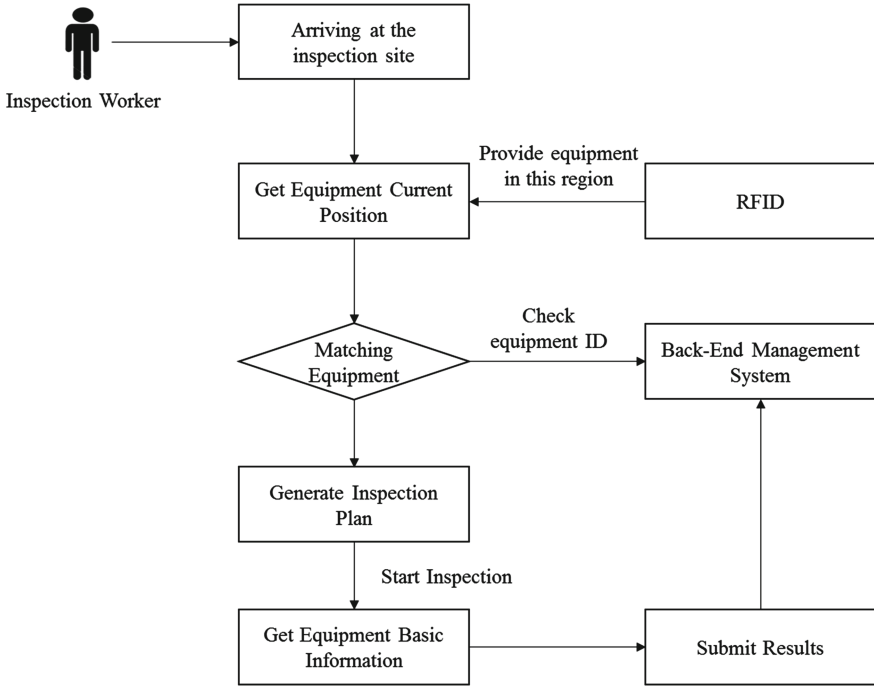 Arriving at the
inspection site
Inspection Worker
Provide equipment
in this region
Get Equipment Current
Position
RFID
Check
equipment ID
Matching
Equipment
Back-End Management
System
Generate Inspection
Plan
Start Inspection
Get Equipment Basic
Information
Submit Results